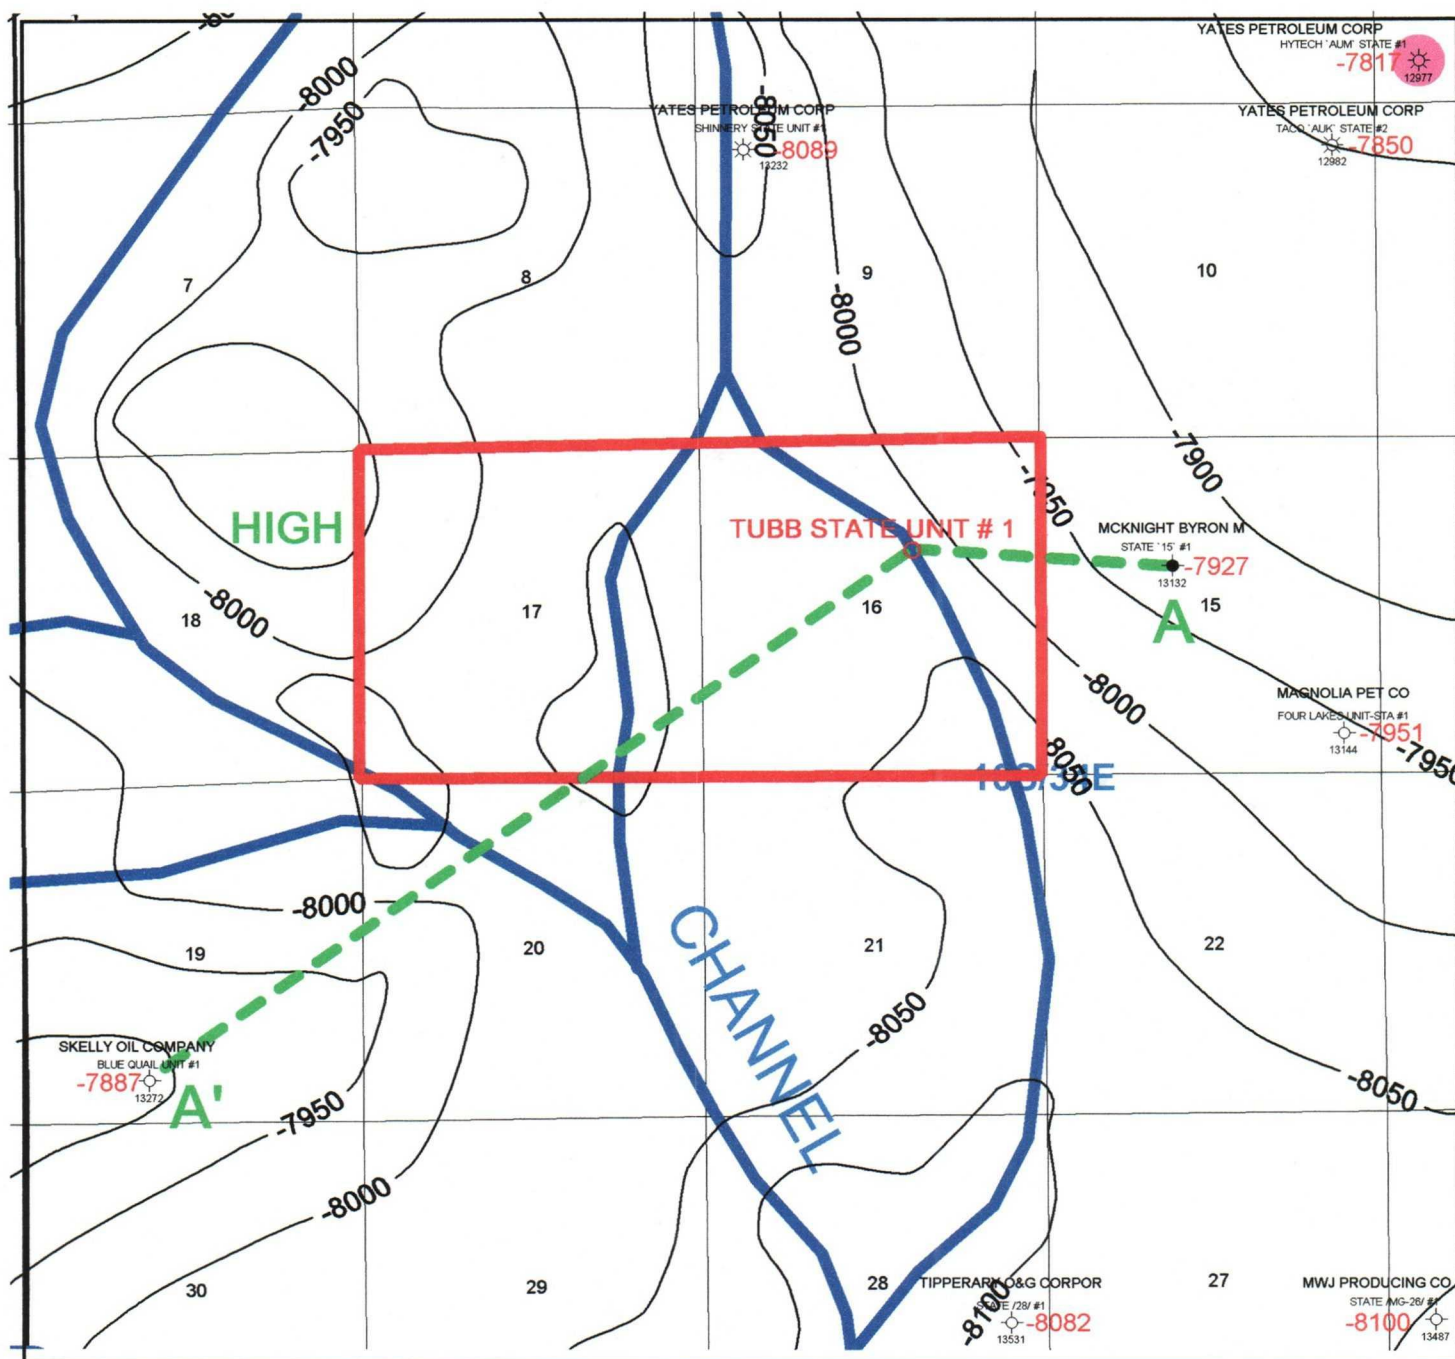 YATES PETROLEUM CORP
HYTECH 'AUM' STATE #1
-7817
12977
-8000
-7950
YATES PETROLEUM CORP
SHINNERY STATE UNIT #1
-8089
13232
-8050
YATES PETROLEUM CORP
TACO 'AUK' STATE #2
-7850
12982
7
8
9
10
-8000
-7900
-7950
HIGH
TUBB STATE UNIT # 1
MCKNIGHT BYRON M
STATE '15' #1
-7927
13132
A
18
-8000
17
16
15
-8000
MAGNOLIA PET CO
FOUR LAKES UNIT-STA #1
-7951
13144
-7950
8050
10S/34E
-8000
CHANNEL
19
20
21
22
-8050
SKELLY OIL COMPANY
BLUE QUAIL UNIT #1
-7887
13272
A'
-7950
-8050
-8000
30
29
28
27
TIPPERARY O&G CORPOR
STATE /28/ #1
-8082
13531
-8100
MWJ PRODUCING CO
STATE /MG-26/ #1
-8100
13487